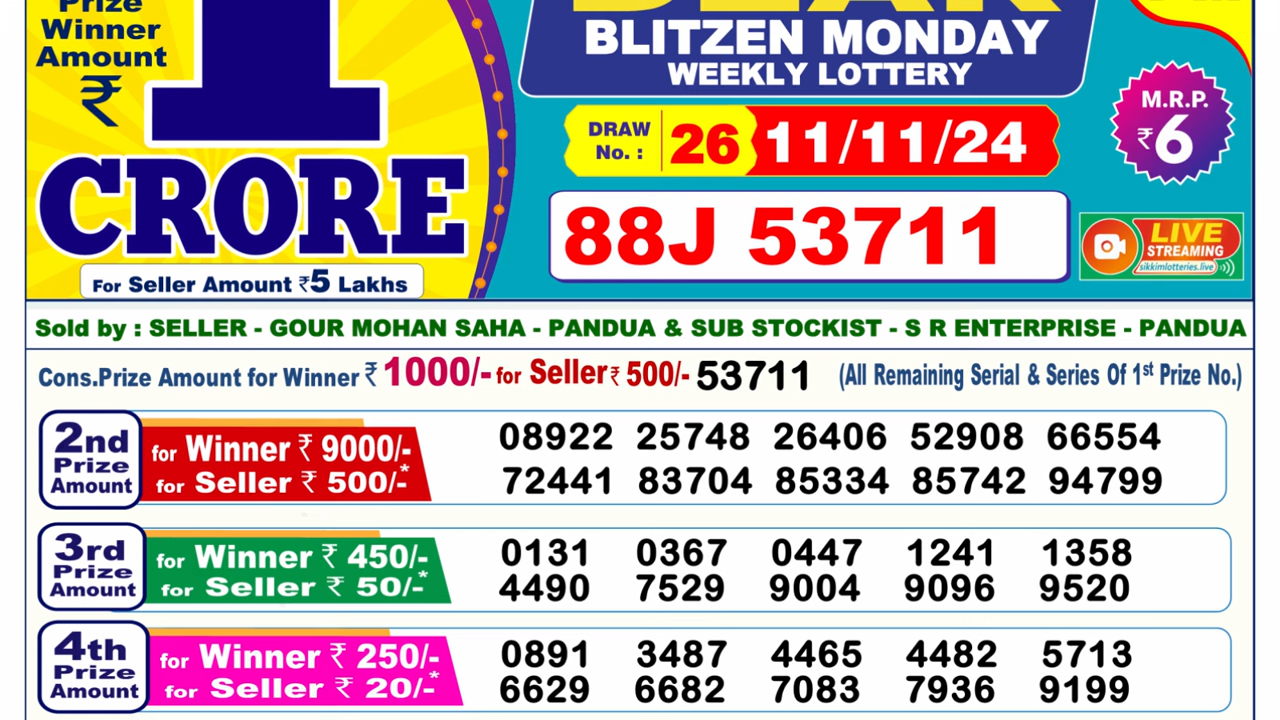 Prize
Winner
Amount
₹
1
CRORE
For Seller Amount ₹5 Lakhs
DEAR
BLITZEN MONDAY
WEEKLY LOTTERY
DRAW No. : 26 11/11/24
M.R.P.
₹6
88J 53711
LIVE
STREAMING
sikkimlotteries.live
Sold by : SELLER - GOUR MOHAN SAHA - PANDUA & SUB STOCKIST - S R ENTERPRISE - PANDUA
Cons.Prize Amount for Winner ₹ 1000/- for Seller ₹ 500/- 53711 (All Remaining Serial & Series Of 1st Prize No.)
2nd
Prize
Amount
for Winner ₹ 9000/-
for Seller ₹ 500/-*
08922 25748 26406 52908 66554
72441 83704 85334 85742 94799
3rd
Prize
Amount
for Winner ₹ 450/-
for Seller ₹ 50/-*
0131 0367 0447 1241 1358
4490 7529 9004 9096 9520
4th
Prize
Amount
for Winner ₹ 250/-
for Seller ₹ 20/-*
0891 3487 4465 4482 5713
6629 6682 7083 7936 9199